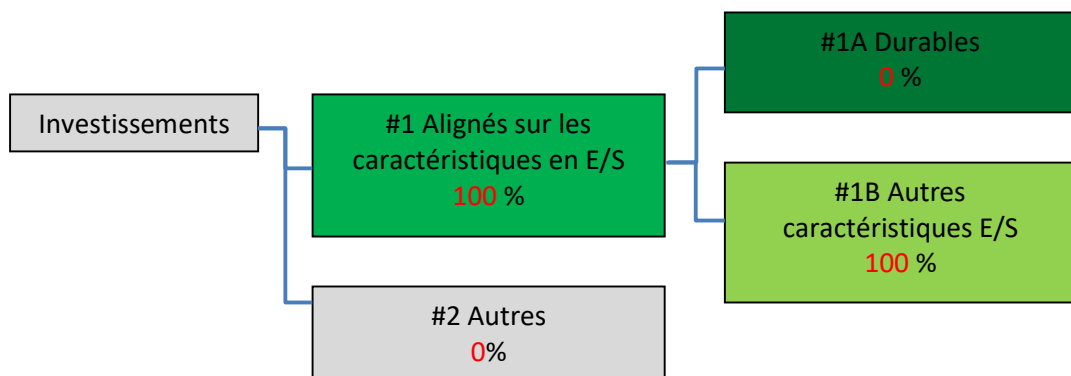 Investissements
#1 Alignés sur les
caractéristiques en E/S
100 %
#2 Autres
0%
#1A Durables
0 %
#1B Autres
caractéristiques E/S
100 %